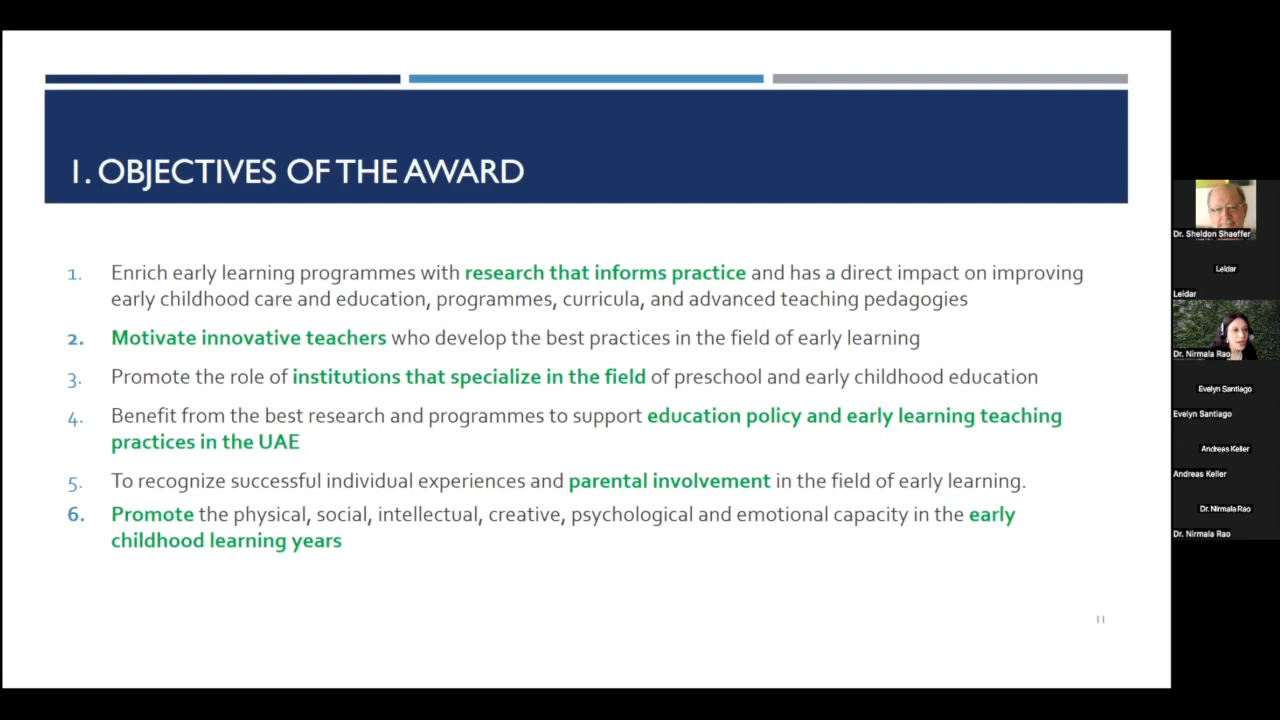 1. OBJECTIVES OF THE AWARD
1. Enrich early learning programmes with research that informs practice and has a direct impact on improving
early childhood care and education, programmes, curricula, and advanced teaching pedagogies
2. Motivate innovative teachers who develop the best practices in the field of early learning
3. Promote the role of institutions that specialize in the field of preschool and early childhood education
4. Benefit from the best research and programmes to support education policy and early learning teaching
practices in the UAE
5. To recognize successful individual experiences and parental involvement in the field of early learning.
6. Promote the physical, social, intellectual, creative, psychological and emotional capacity in the early
childhood learning years
11
Dr. Sheldon Shaeffer
Leidar
Leidar
Dr. Nirmala Rao
Evelyn Santiago
Evelyn Santiago
Andreas Keller
Andreas Keller
Dr. Nirmala Rao
Dr. Nirmala Rao